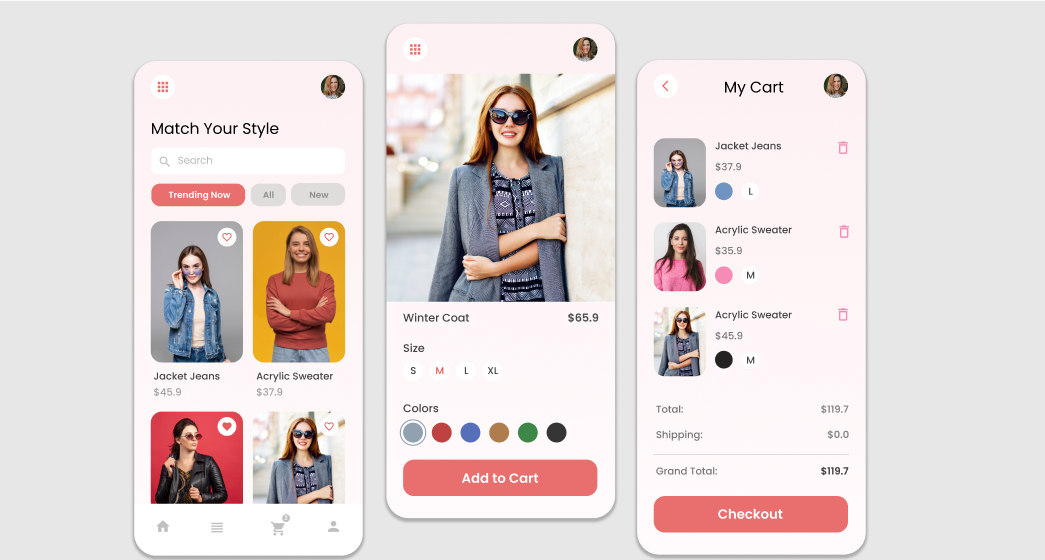 Match Your Style
Search
Trending Now
All
New
Jacket Jeans
$45.9
Acrylic Sweater
$37.9
2
Winter Coat
$65.9
Size
S
M
L
XL
Colors
Add to Cart
My Cart
Jacket Jeans
$37.9
L
Acrylic Sweater
$35.9
M
Acrylic Sweater
$45.9
M
Total:
$119.7
Shipping:
$0.0
Grand Total:
$119.7
Checkout